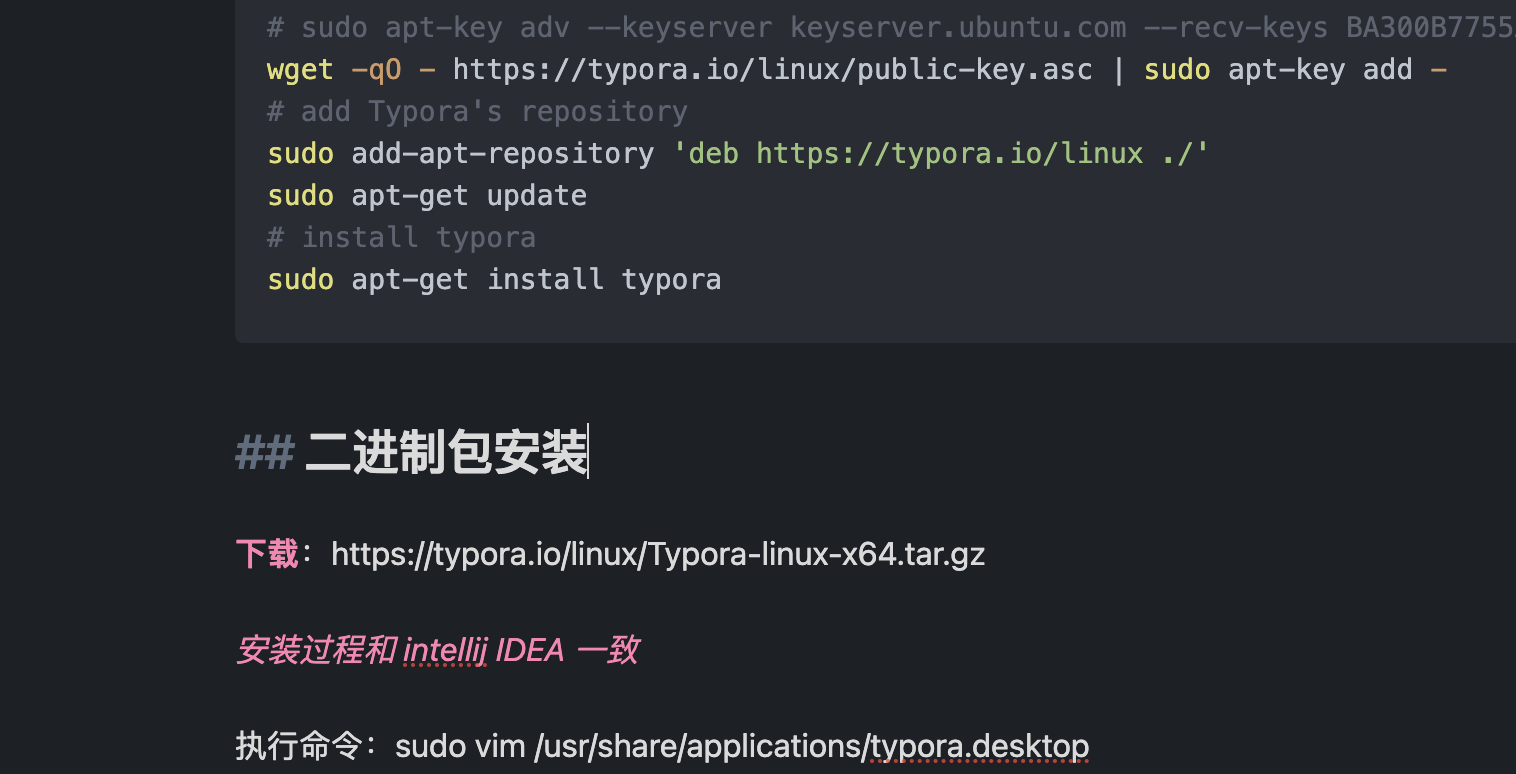 # sudo apt-key adv --keyserver keyserver.ubuntu.com --recv-keys BA300B7755
wget -qO - https://typora.io/linux/public-key.asc | sudo apt-key add -
# add Typora's repository
sudo add-apt-repository 'deb https://typora.io/linux ./'
sudo apt-get update
# install typora
sudo apt-get install typora
## 二进制包安装
下载：https://typora.io/linux/Typora-linux-x64.tar.gz
安装过程和 intellij IDEA 一致
执行命令：sudo vim /usr/share/applications/typora.desktop